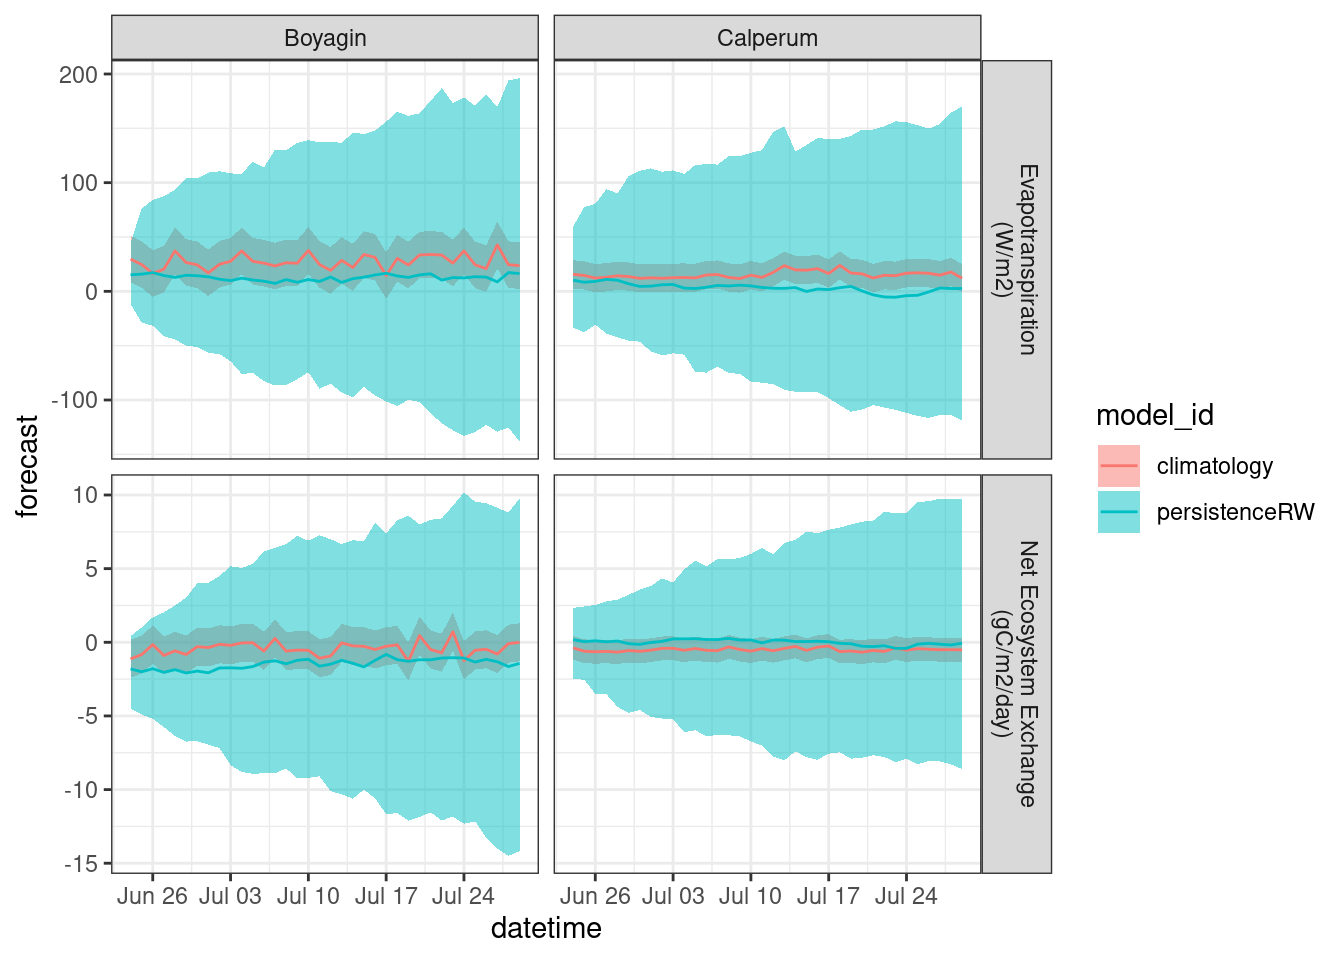 Boyagin
Calperum
200
100
0
-100
Evapotranspiration
(W/m2)
10
5
0
-5
-10
-15
Net Ecosystem Exchange
(gC/m2/day)
forecast
Jun 26
Jul 03
Jul 10
Jul 17
Jul 24
Jun 26
Jul 03
Jul 10
Jul 17
Jul 24
datetime
model_id
climatology
persistenceRW